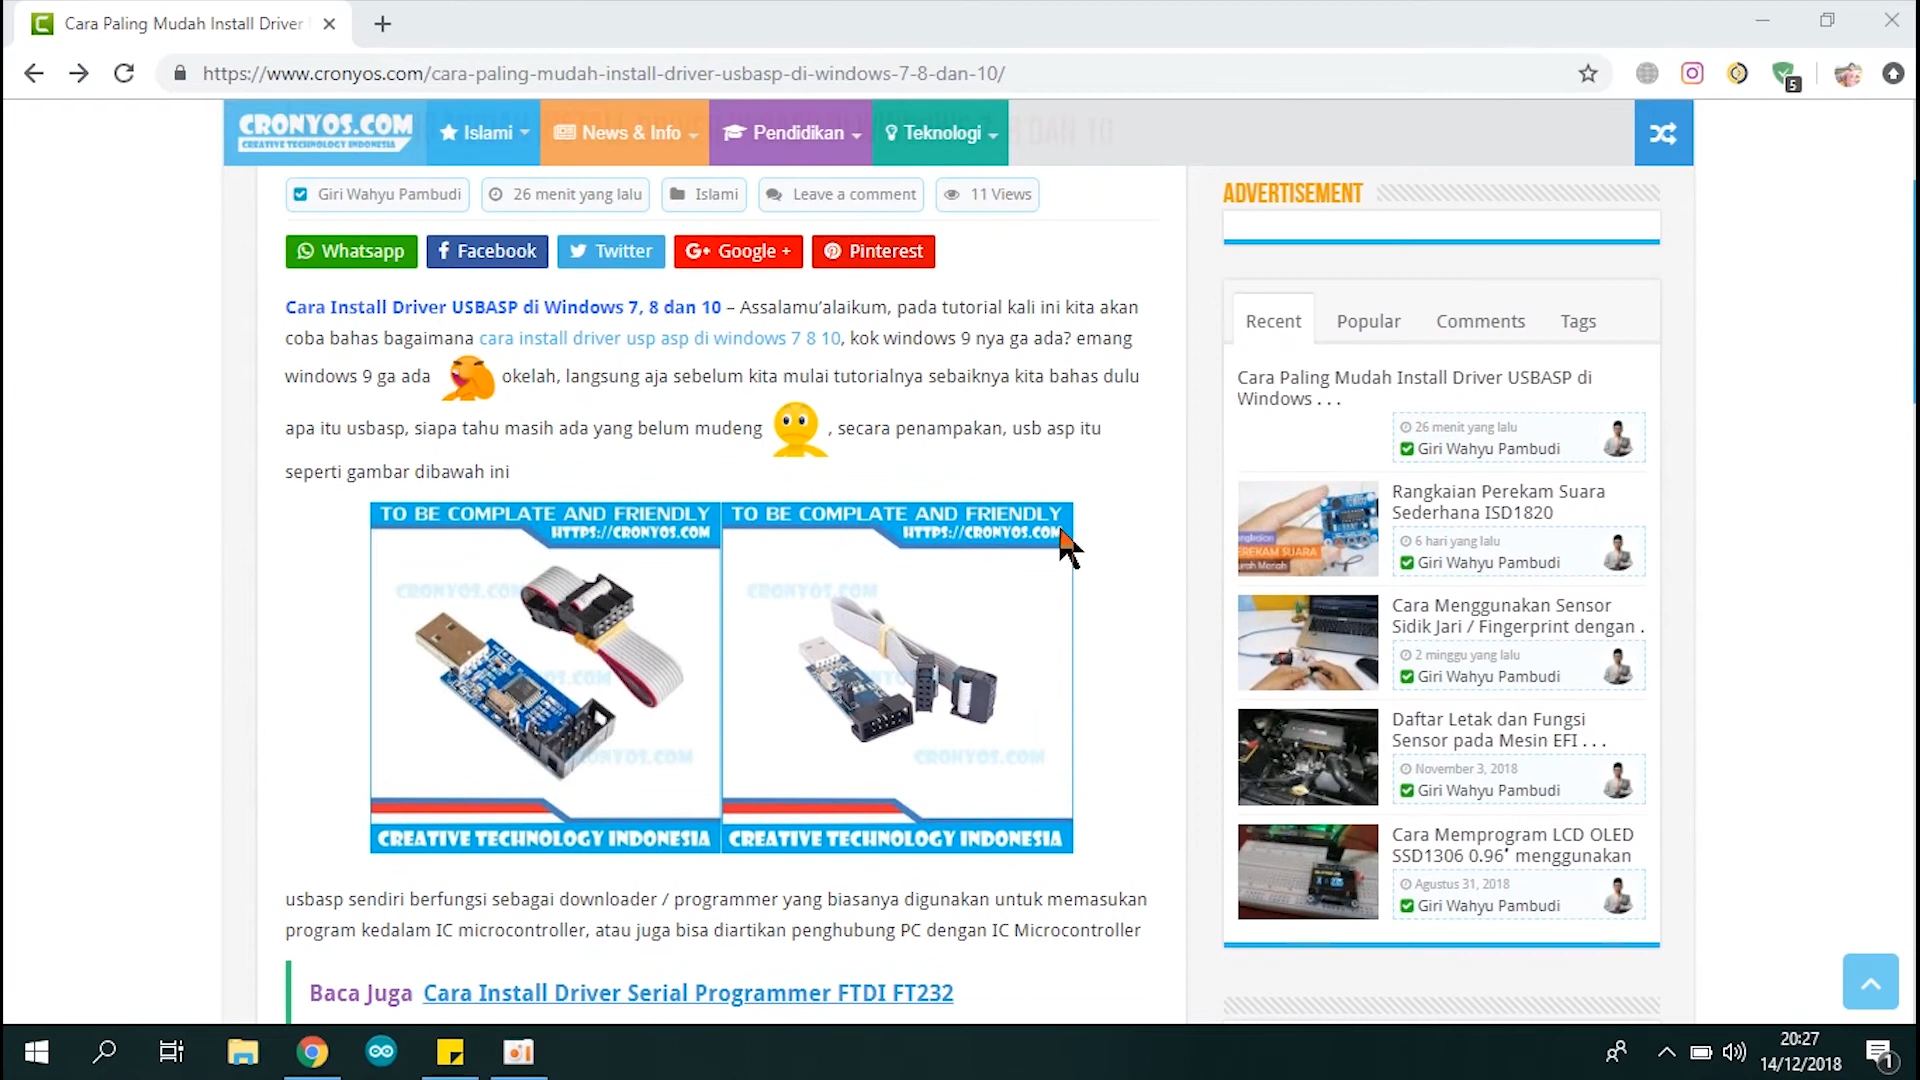 Cara Paling Mudah Install Driver
https://www.cronyos.com/cara-paling-mudah-install-driver-usbasp-di-windows-7-8-dan-10/
5
CRONYOS.COM
CREATIVE TECHNOLOGY INDONESIA
Islami
News & Info
Pendidikan
Teknologi
8 DAN 10
Giri Wahyu Pambudi
26 menit yang lalu
Islami
Leave a comment
11 Views
Whatsapp
Facebook
Twitter
G+ Google +
Pinterest
Cara Install Driver USBASP di Windows 7, 8 dan 10 – Assalamu’alaikum, pada tutorial kali ini kita akan
coba bahas bagaimana cara install driver usp asp di windows 7 8 10, kok windows 9 nya ga ada? emang
windows 9 ga ada okelah, langsung aja sebelum kita mulai tutorialnya sebaiknya kita bahas dulu
apa itu usbasp, siapa tahu masih ada yang belum mudeng , secara penampakan, usb asp itu
seperti gambar dibawah ini
TO BE COMPLATE AND FRIENDLY
HTTPS://CRONYOS.COM
CRONYOS.COM
CRONYOS.COM
CREATIVE TECHNOLOGY INDONESIA
TO BE COMPLATE AND FRIENDLY
HTTPS://CRONYOS.COM
CRONYOS.COM
CRONYOS.COM
CREATIVE TECHNOLOGY INDONESIA
usbasp sendiri berfungsi sebagai downloader / programmer yang biasanya digunakan untuk memasukan
program kedalam IC microcontroller, atau juga bisa diartikan penghubung PC dengan IC Microcontroller
Baca Juga Cara Install Driver Serial Programmer FTDI FT232
ADVERTISEMENT
Recent
Popular
Comments
Tags
Cara Paling Mudah Install Driver USBASP di
Windows . . .
26 menit yang lalu
Giri Wahyu Pambudi
Rangkaian Perekam Suara
Sederhana ISD1820
6 hari yang lalu
Giri Wahyu Pambudi
Cara Menggunakan Sensor
Sidik Jari / Fingerprint dengan .
2 minggu yang lalu
Giri Wahyu Pambudi
Daftar Letak dan Fungsi
Sensor pada Mesin EFI . . .
November 3, 2018
Giri Wahyu Pambudi
Cara Memprogram LCD OLED
SSD1306 0.96″ menggunakan
Agustus 31, 2018
Giri Wahyu Pambudi
20:27
14/12/2018
1